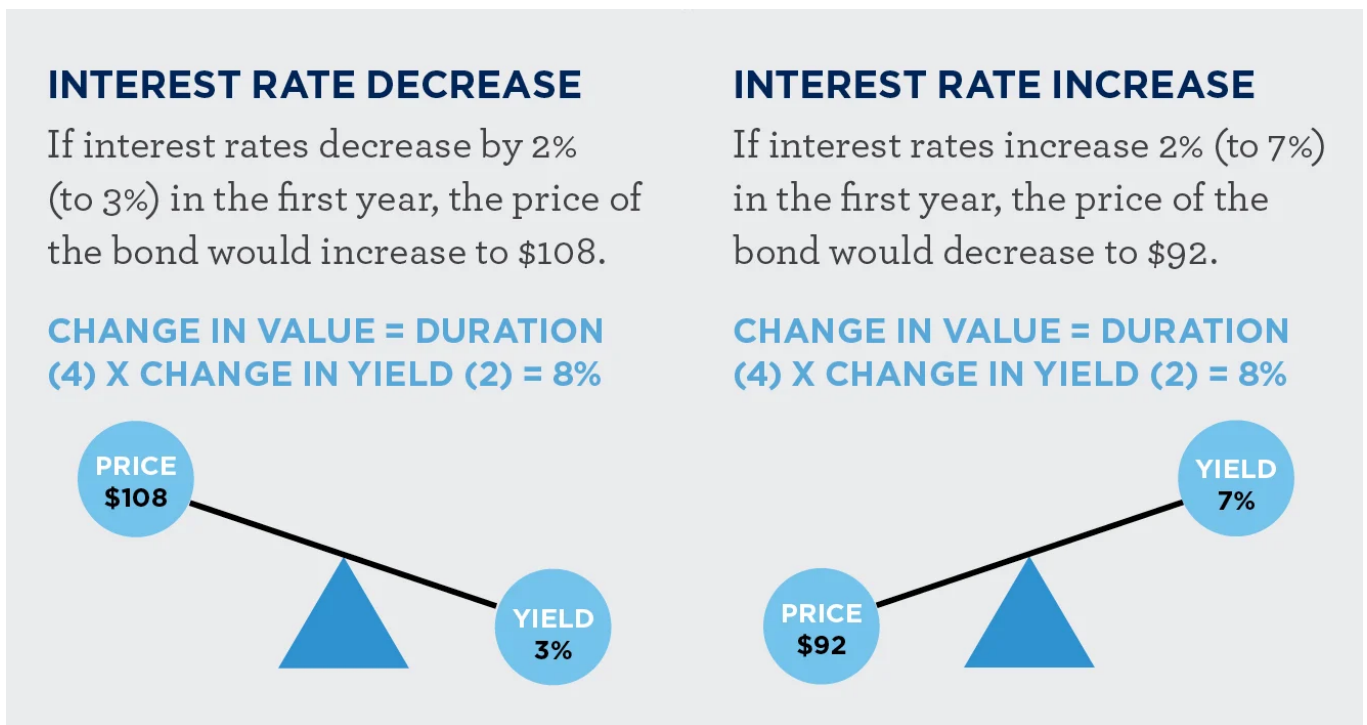 INTEREST RATE DECREASE
If interest rates decrease by 2%
(to 3%) in the first year, the price of
the bond would increase to $108.
CHANGE IN VALUE = DURATION
(4) X CHANGE IN YIELD (2) = 8%
PRICE
$108
YIELD
3%
INTEREST RATE INCREASE
If interest rates increase 2% (to 7%)
in the first year, the price of the
bond would decrease to $92.
CHANGE IN VALUE = DURATION
(4) X CHANGE IN YIELD (2) = 8%
YIELD
7%
PRICE
$92